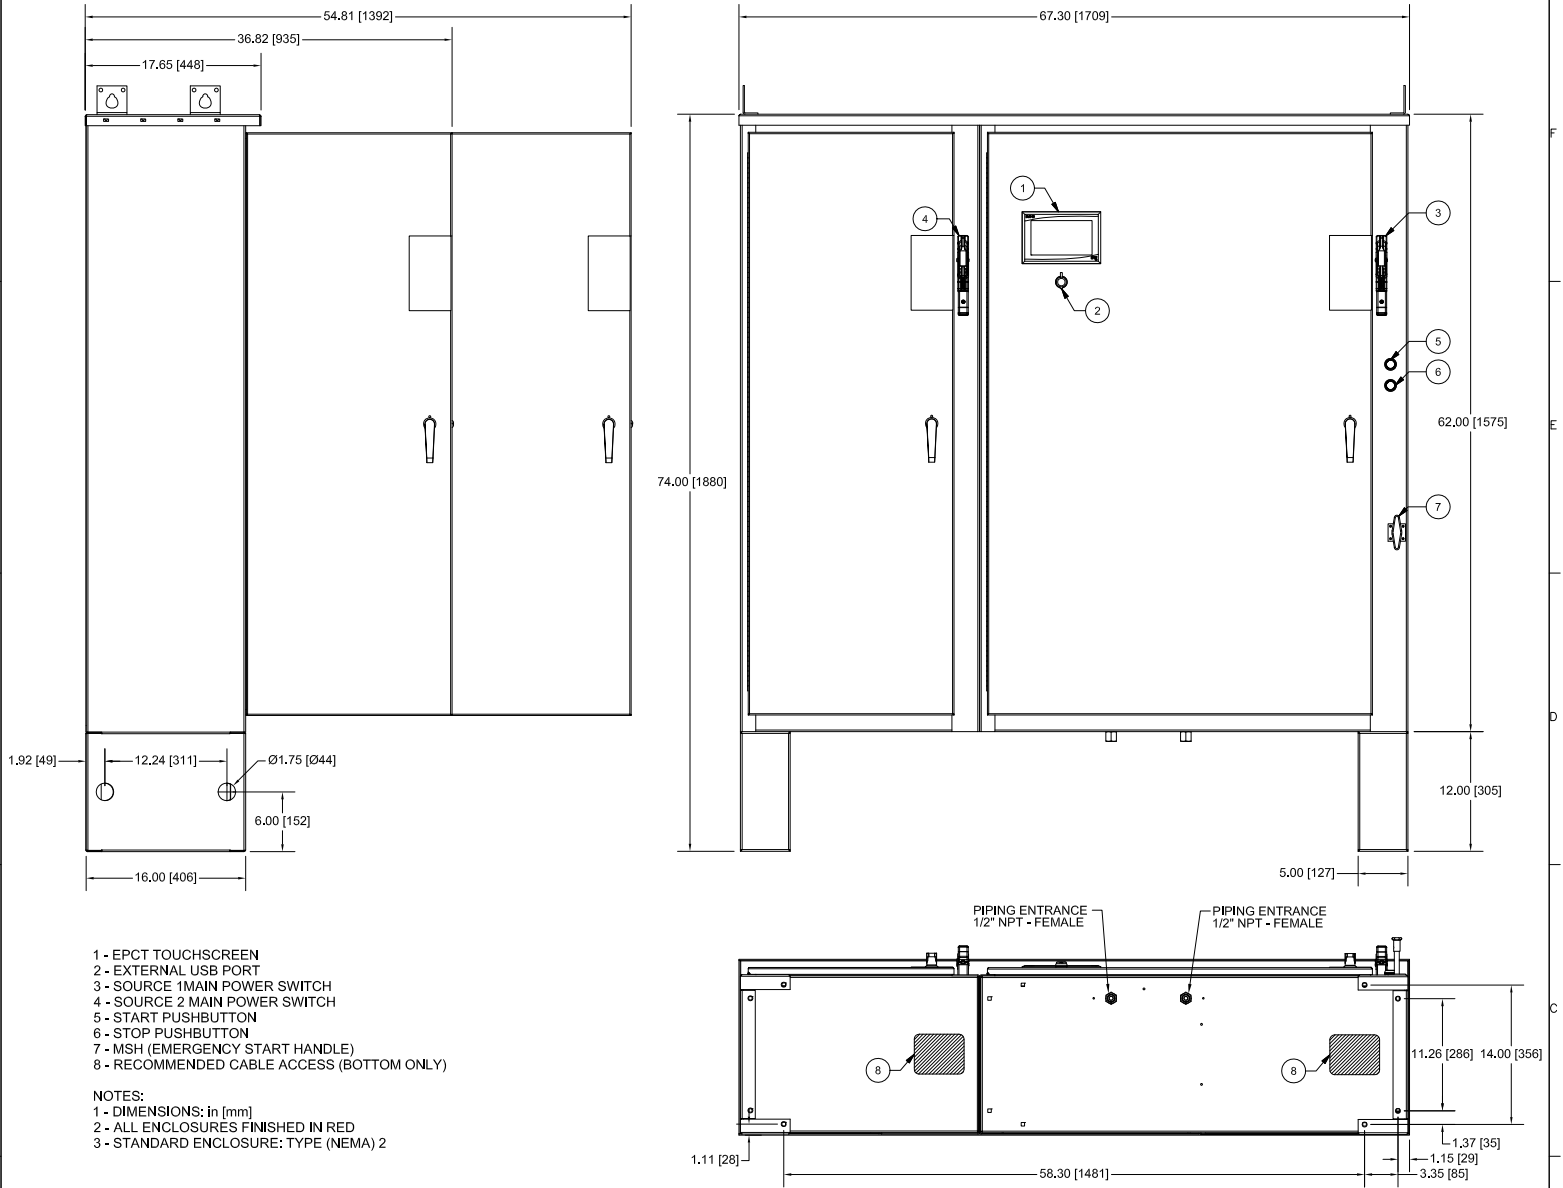 54.81 [1392]
36.82 [935]
17.65 [448]
67.30 [1709]
F
1
4
3
2
5
6
62.00 [1575]
E
74.00 [1880]
7
D
1.92 [49]
12.24 [311]
Ø1.75 [Ø44]
6.00 [152]
12.00 [305]
16.00 [406]
5.00 [127]
PIPING ENTRANCE
1/2" NPT - FEMALE
PIPING ENTRANCE
1/2" NPT - FEMALE
1 - EPCT TOUCHSCREEN
2 - EXTERNAL USB PORT
3 - SOURCE 1MAIN POWER SWITCH
4 - SOURCE 2 MAIN POWER SWITCH
5 - START PUSHBUTTON
6 - STOP PUSHBUTTON
7 - MSH (EMERGENCY START HANDLE)
8 - RECOMMENDED CABLE ACCESS (BOTTOM ONLY)
NOTES:
1 - DIMENSIONS: in [mm]
2 - ALL ENCLOSURES FINISHED IN RED
3 - STANDARD ENCLOSURE: TYPE (NEMA) 2
C
8
8
11.26 [286]
14.00 [356]
1.37 [35]
1.11 [28]
1.15 [29]
58.30 [1481]
3.35 [85]